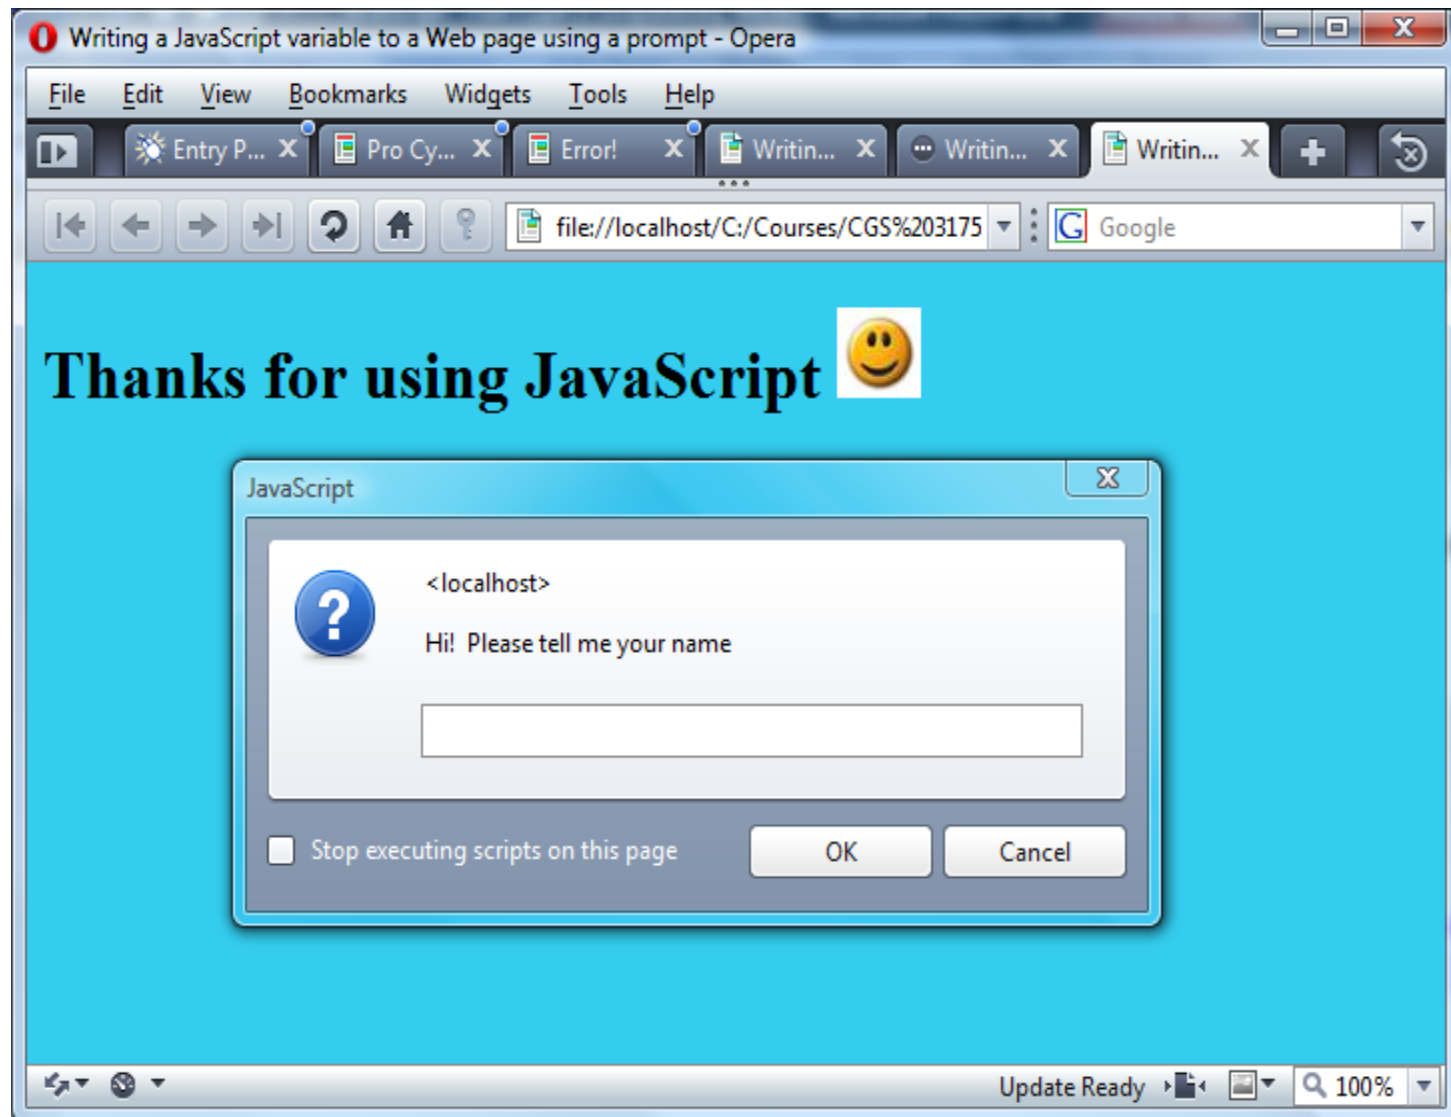 Writing a JavaScript variable to a Web page using a prompt - Opera
File Edit View Bookmarks Widgets Tools Help
Entry P... Pro Cy... Error! Writin... Writin... Writin...
file://localhost/C:/Courses/CGS%203175 Google
Thanks for using JavaScript
JavaScript
<localhost>
Hi! Please tell me your name
Stop executing scripts on this page OK Cancel
Update Ready 100%